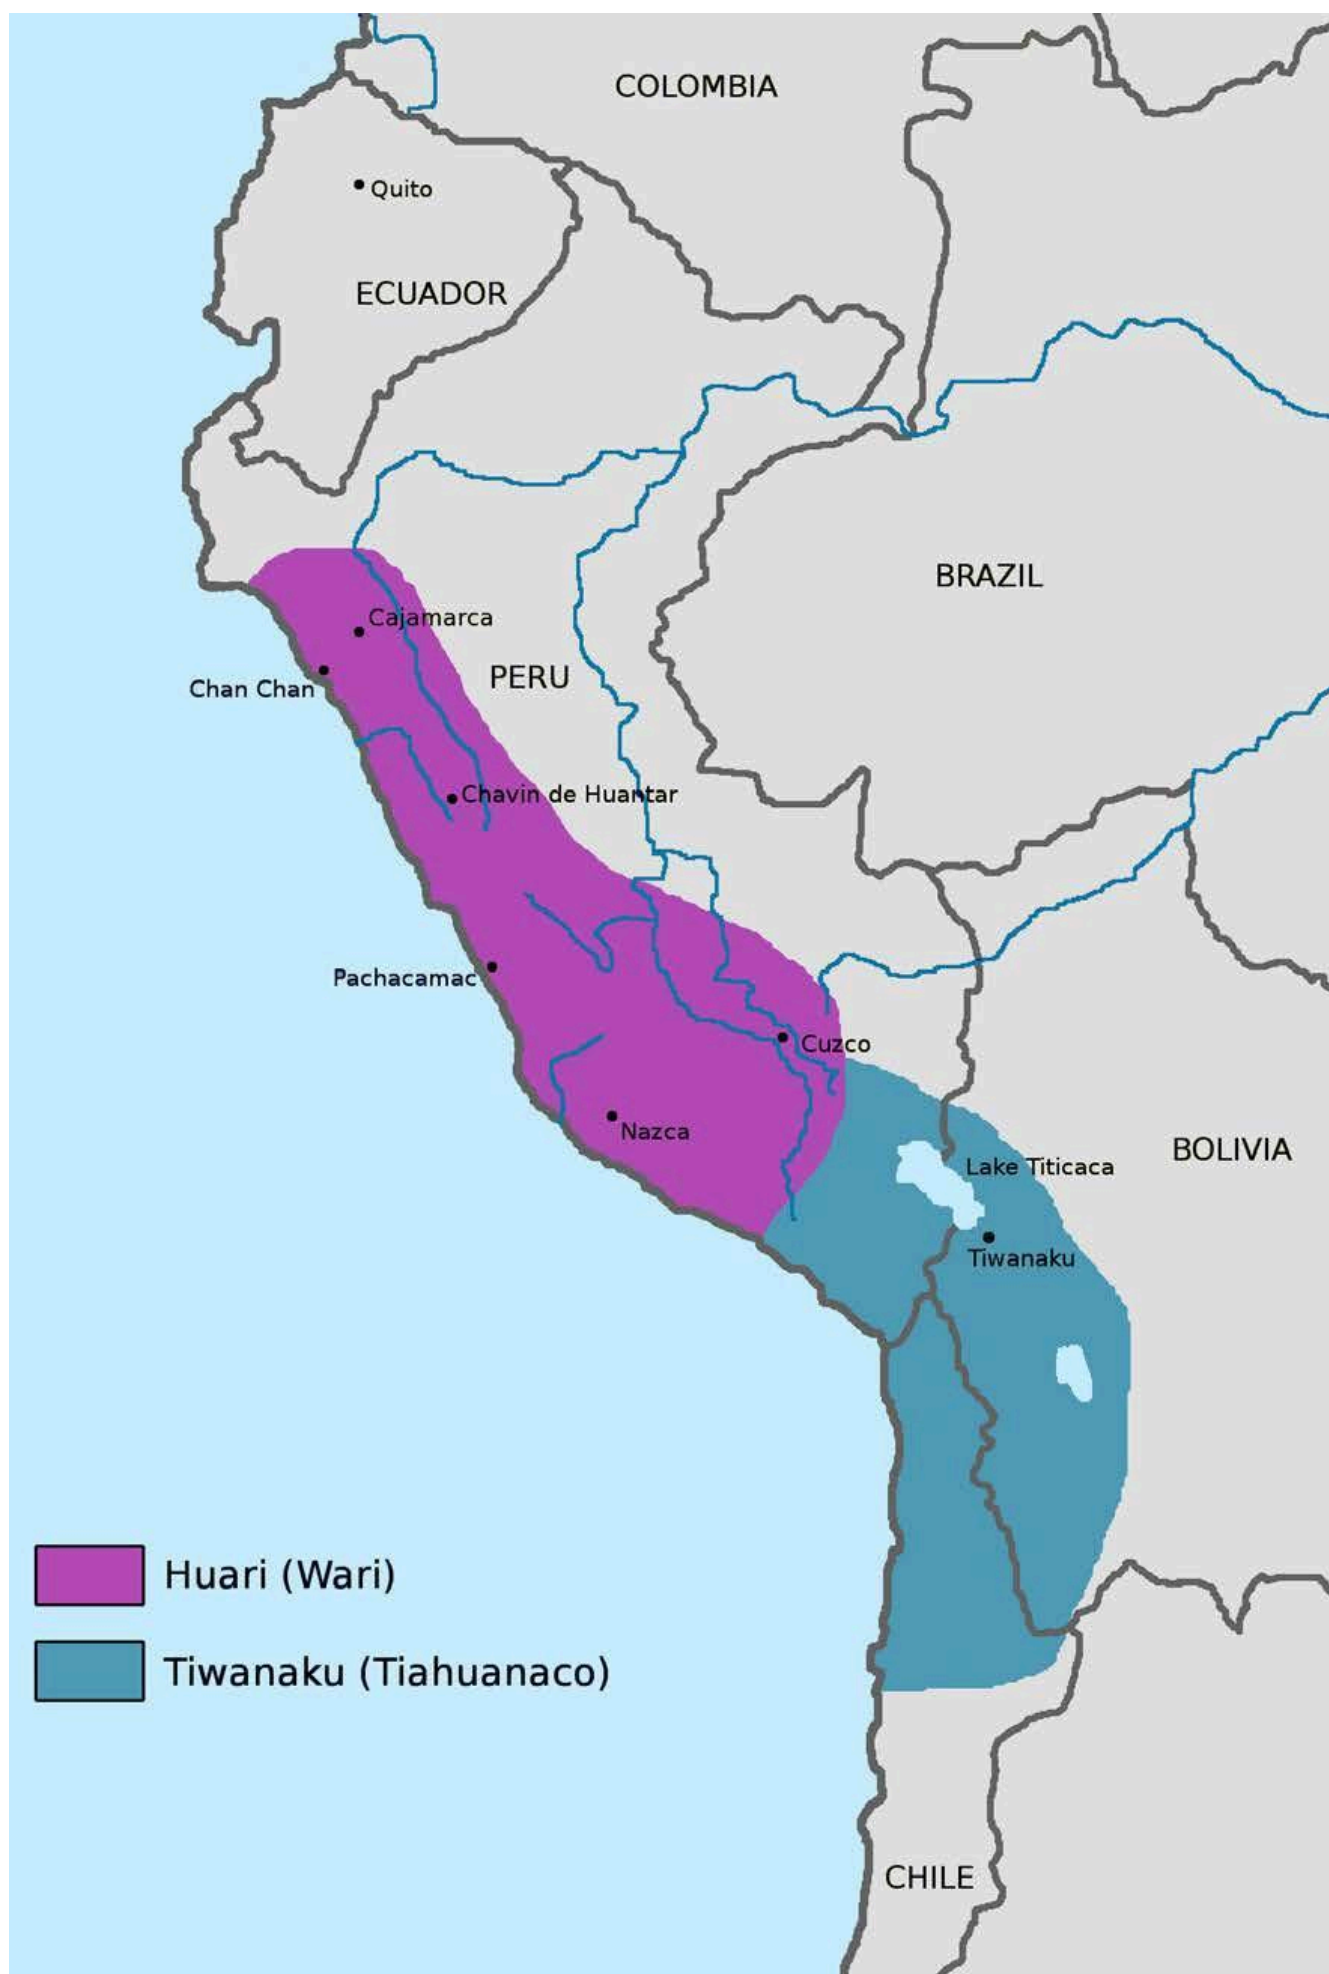 COLOMBIA
Quito
ECUADOR
BRAZIL
Cajamarca
PERU
Chan Chan
Chavin de Huantar
Pachacamac
Cuzco
Nazca
BOLIVIA
Lake Titicaca
Tiwanaku
Huari (Wari)
Tiwanaku (Tiahuanaco)
CHILE